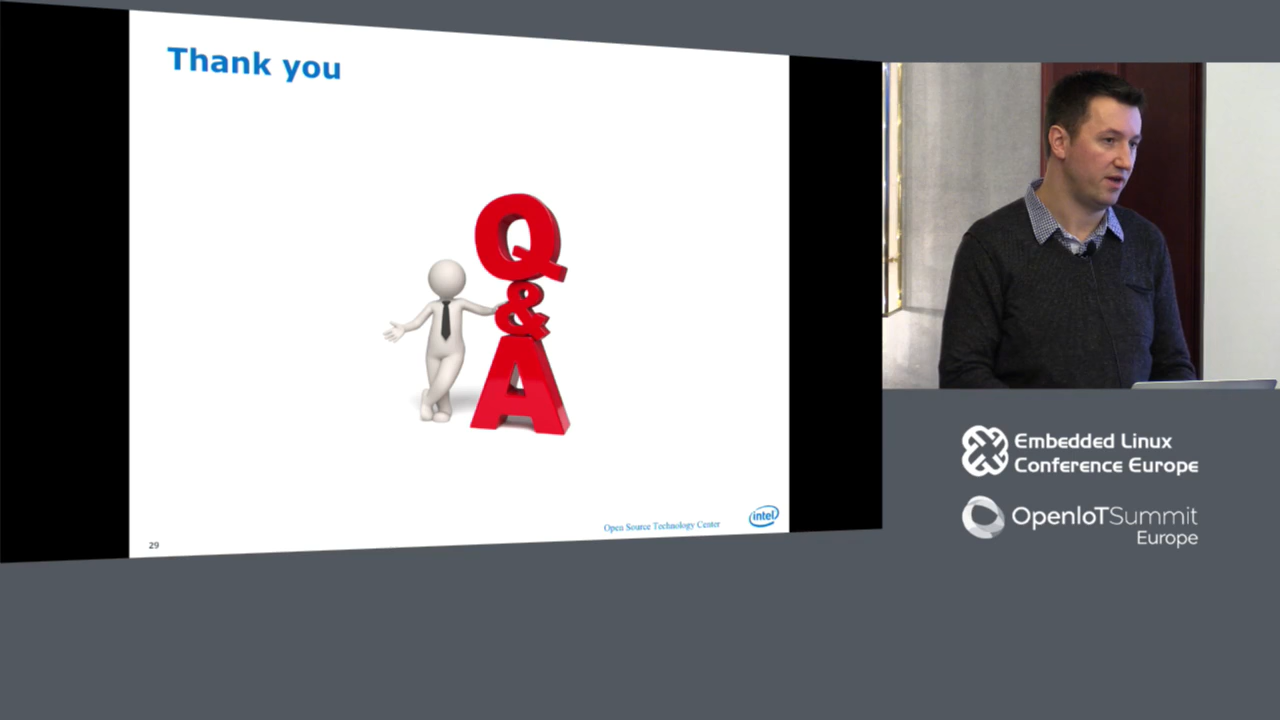 Thank you
Q
&
A
Open Source Technology Center
intel
29
Embedded Linux
Conference Europe
OpenIoTSummit
Europe